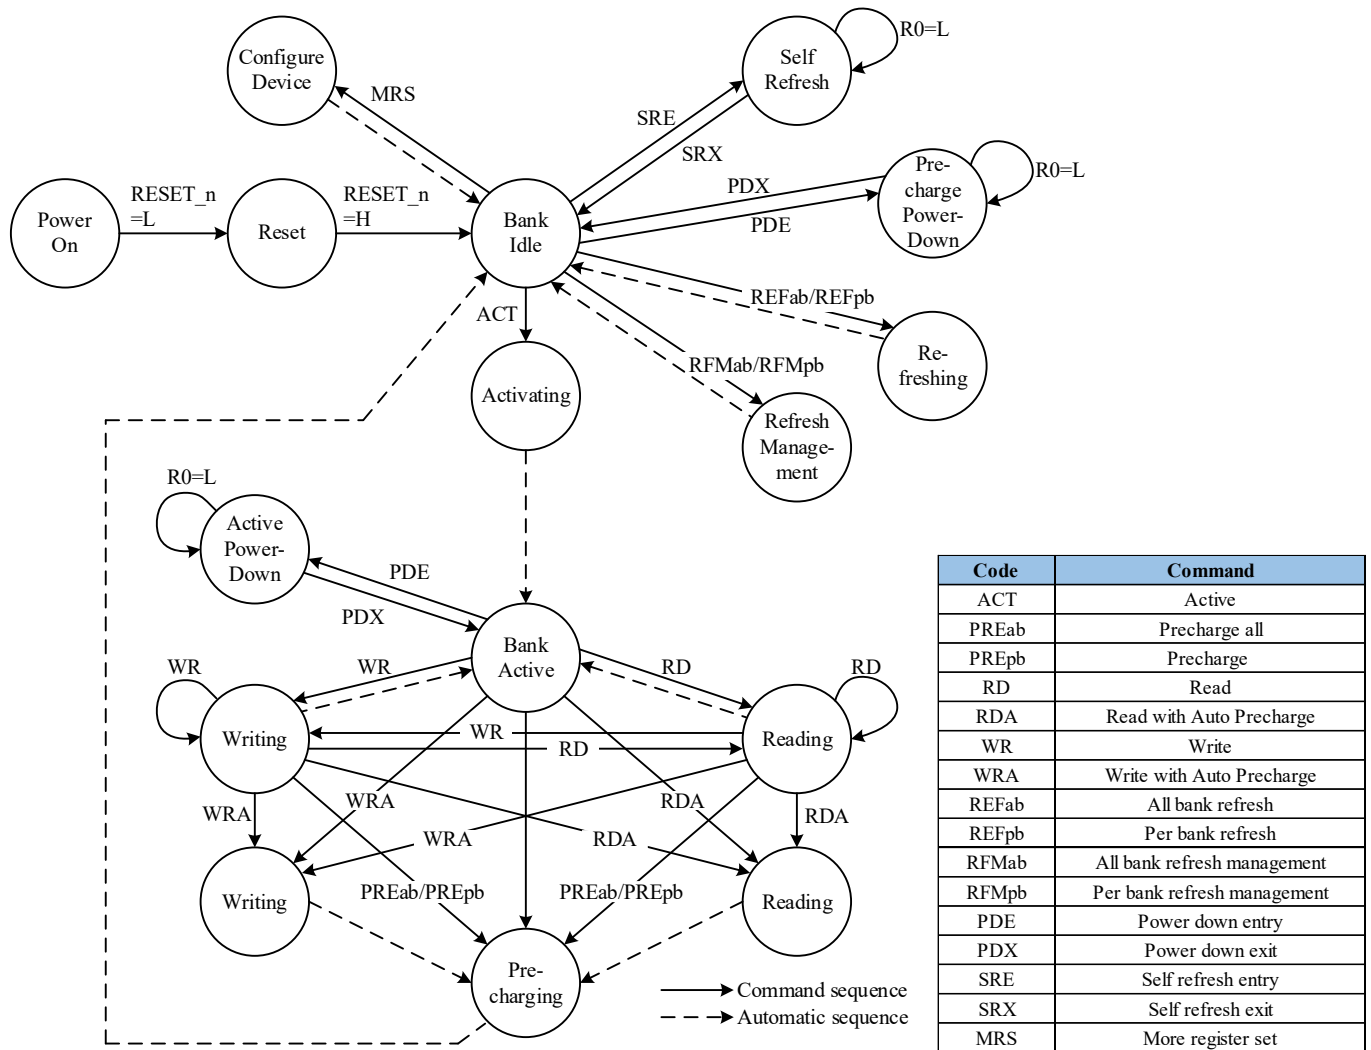 Configure
Device
MRS
Self
Refresh
R0=L
SRE
SRX
Pre-
charge
Power-
Down
R0=L
PDX
PDE
Power
On
RESET_n
=L
Reset
RESET_n
=H
Bank
Idle
REFab/REFpb
Re-
freshing
ACT
RFMab/RFMpb
Activating
Refresh
Manage-
ment
R0=L
Active
Power-
Down
PDE
PDX
Bank
Active
WR
WR
RD
RD
Writing
WR
RD
Reading
WRA
WRA
WRA
RDA
RDA
RDA
Writing
PREab/PREpb
PREab/PREpb
Reading
Pre-
charging
Command sequence
Automatic sequence
Code Command
ACT Active
PREab Precharge all
PREpb Precharge
RD Read
RDA Read with Auto Precharge
WR Write
WRA Write with Auto Precharge
REFab All bank refresh
REFpb Per bank refresh
RFMab All bank refresh management
RFMpb Per bank refresh management
PDE Power down entry
PDX Power down exit
SRE Self refresh entry
SRX Self refresh exit
MRS More register set